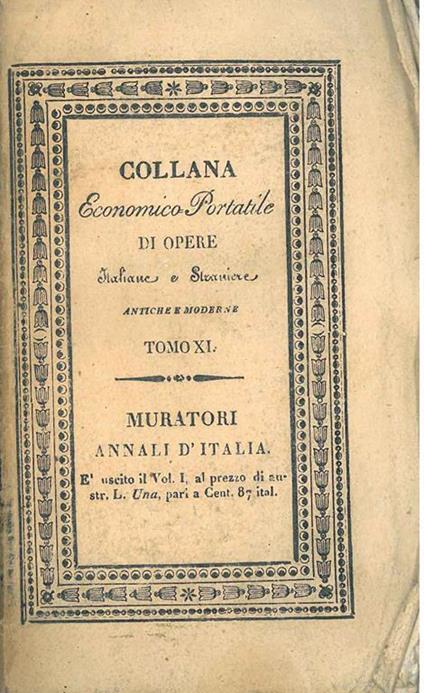 COLLANA
Economico-Portatile
DI OPERE
Italiane e Straniere
ANTICHE E MODERNE
TOMO XI.
MURATORI
ANNALI D'ITALIA.
E' uscito il Vol. I, al prezzo di au-
str. L. Una, pari a Cent. 87 ital.